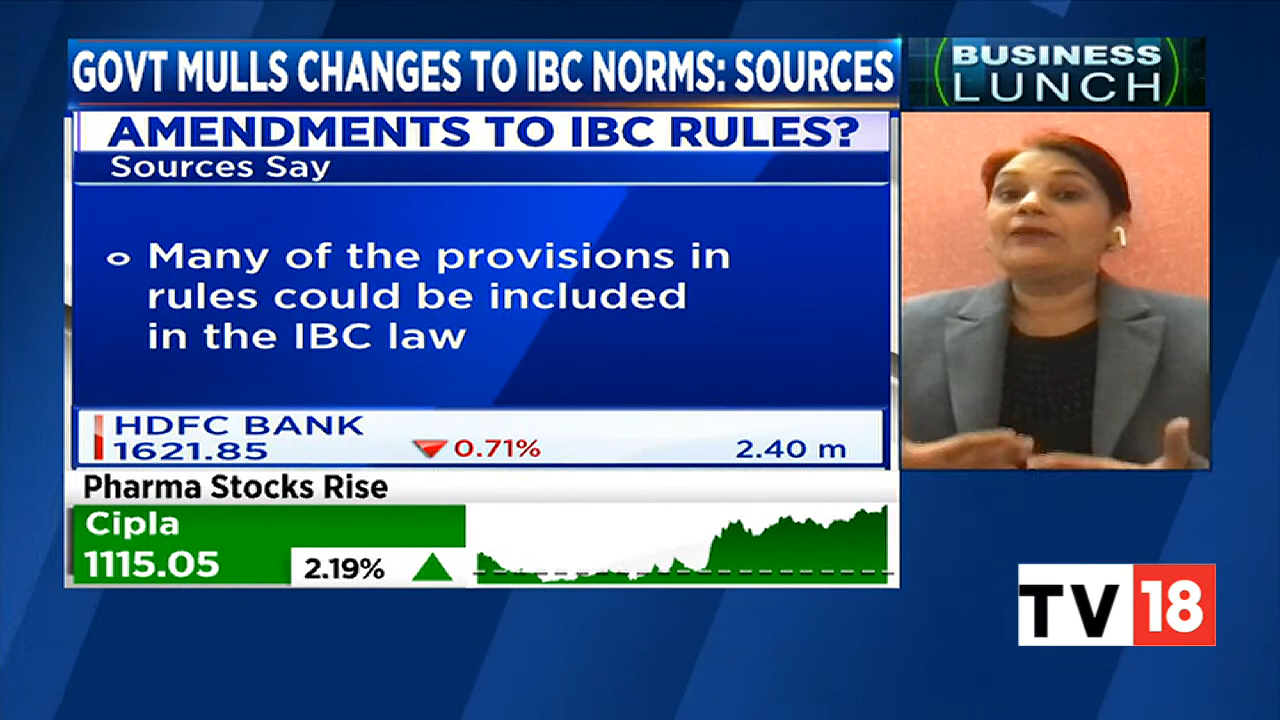 GOVT MULLS CHANGES TO IBC NORMS: SOURCES
BUSINESS
LUNCH
AMENDMENTS TO IBC RULES?
Sources Say
Many of the provisions in
rules could be included
in the IBC law
HDFC BANK
1621.85 0.71% 2.40 m
Pharma Stocks Rise
Cipla
1115.05 2.19%
TV18